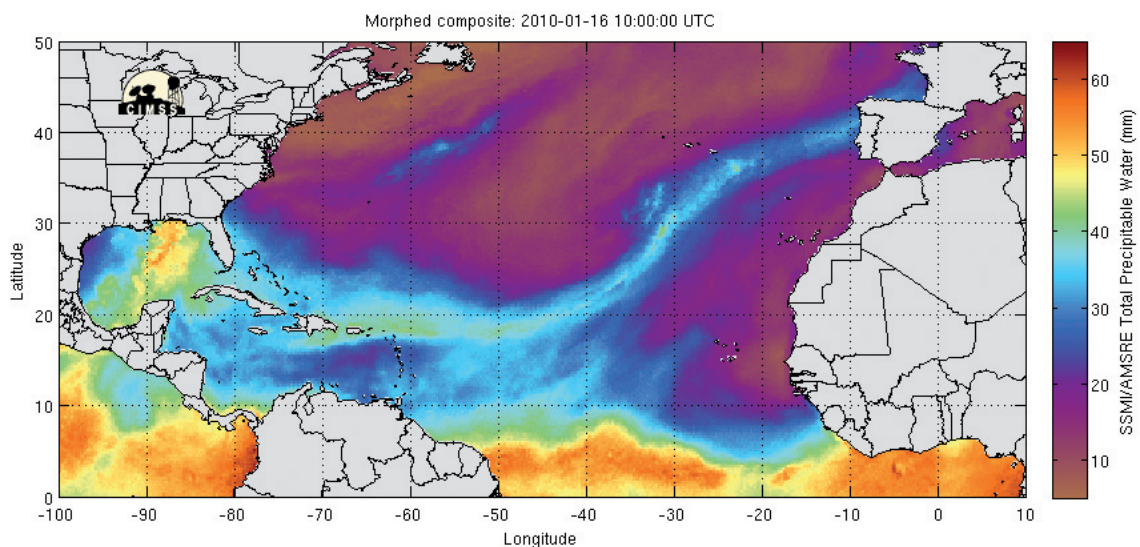 Morphed composite: 2010-01-16 10:00:00 UTC
50
40
30
20
10
0
Latitude
CIMSS
-100 -90 -80 -70 -60 -50 -40 -30 -20 -10 0 10
Longitude
60
50
40
30
20
10
SSMI/AMSRE Total Precipitable Water (mm)